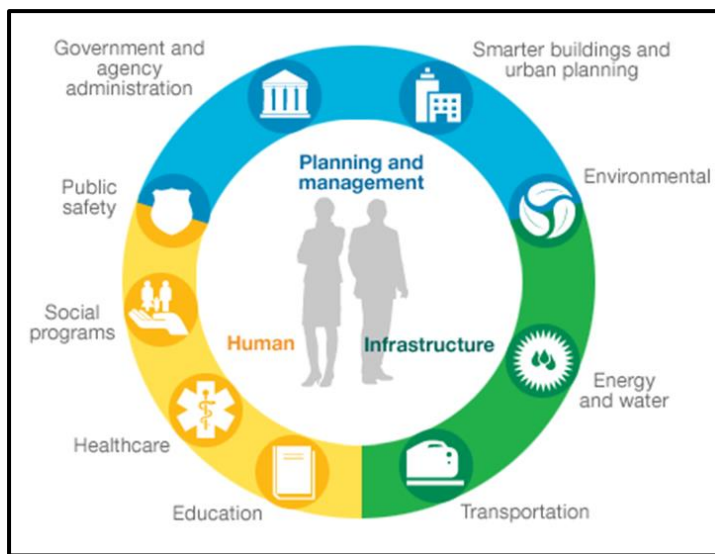 Government and
agency
administration
Smarter buildings and
urban planning
Planning and
management
Public
safety
Environmental
Social
programs
Human
Infrastructure
Energy
and water
Healthcare
Education
Transportation